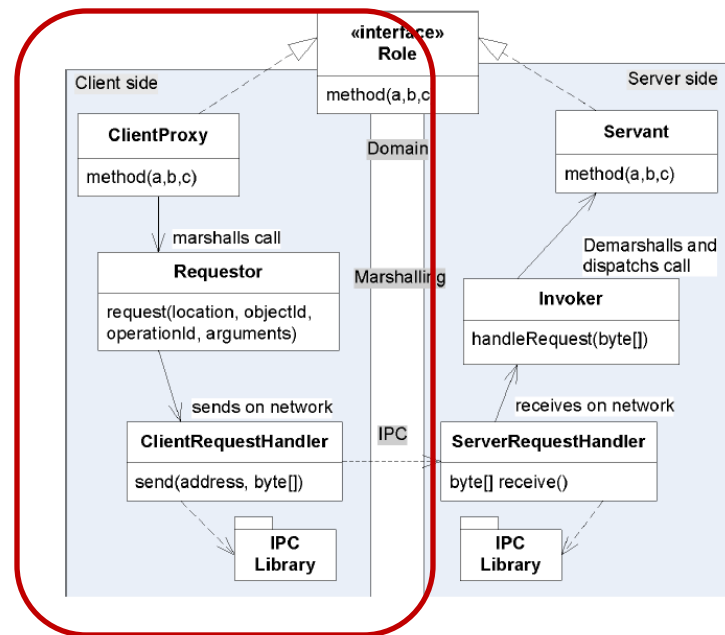 «interface»
Role
method(a,b,c)
Client side
Server side
ClientProxy
method(a,b,c)
Domain
Servant
method(a,b,c)
marshalls call
Requestor
request(location, objectId,
operationId, arguments)
Marshalling
Demarshalls and
dispatchs call
Invoker
handleRequest(byte[])
sends on network
receives on network
ClientRequestHandler
send(address, byte[])
IPC
ServerRequestHandler
byte[] receive()
IPC
Library
IPC
Library